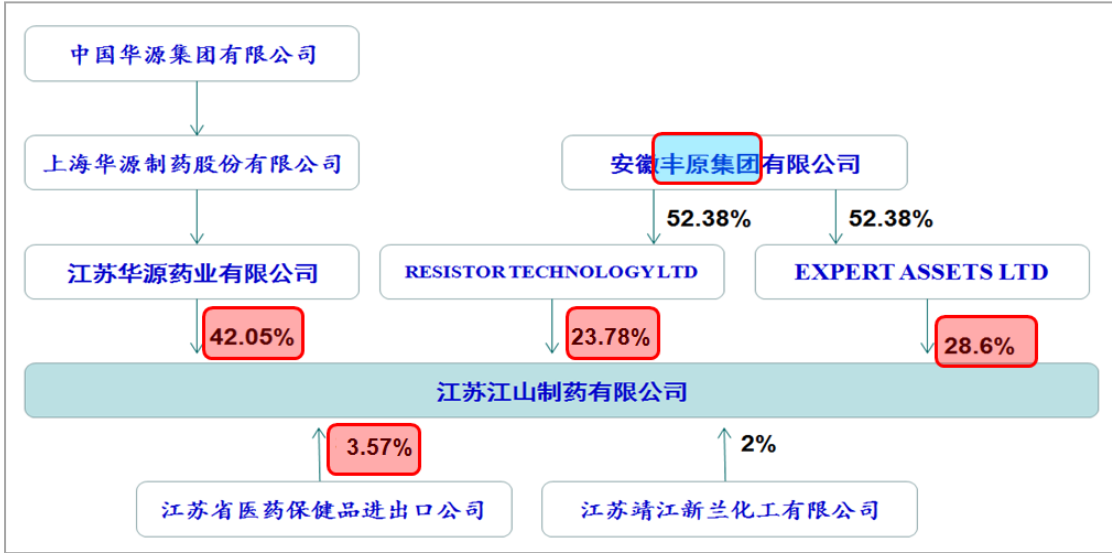 中国华源集团有限公司
上海华源制药股份有限公司
安徽丰原集团有限公司
52.38%
52.38%
江苏华源药业有限公司
RESISTOR TECHNOLOGY LTD
EXPERT ASSETS LTD
42.05%
23.78%
28.6%
江苏江山制药有限公司
3.57%
2%
江苏省医药保健品进出口公司
江苏靖江新兰化工有限公司